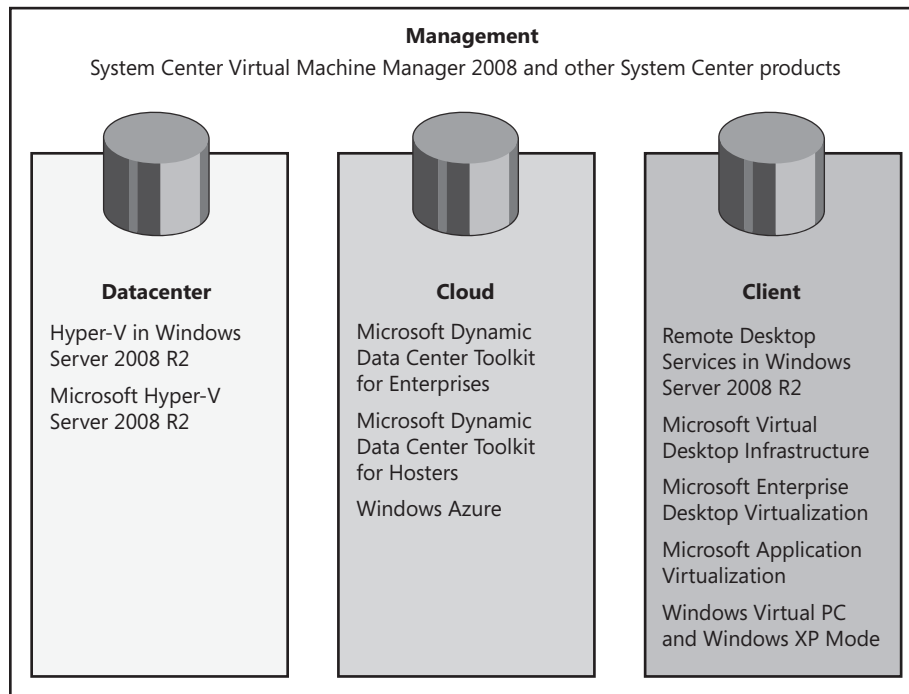 Management
System Center Virtual Machine Manager 2008 and other System Center products
Datacenter
Hyper-V in Windows
Server 2008 R2
Microsoft Hyper-V
Server 2008 R2
Cloud
Microsoft Dynamic
Data Center Toolkit
for Enterprises
Microsoft Dynamic
Data Center Toolkit
for Hosters
Windows Azure
Client
Remote Desktop
Services in Windows
Server 2008 R2
Microsoft Virtual
Desktop Infrastructure
Microsoft Enterprise
Desktop Virtualization
Microsoft Application
Virtualization
Windows Virtual PC
and Windows XP Mode